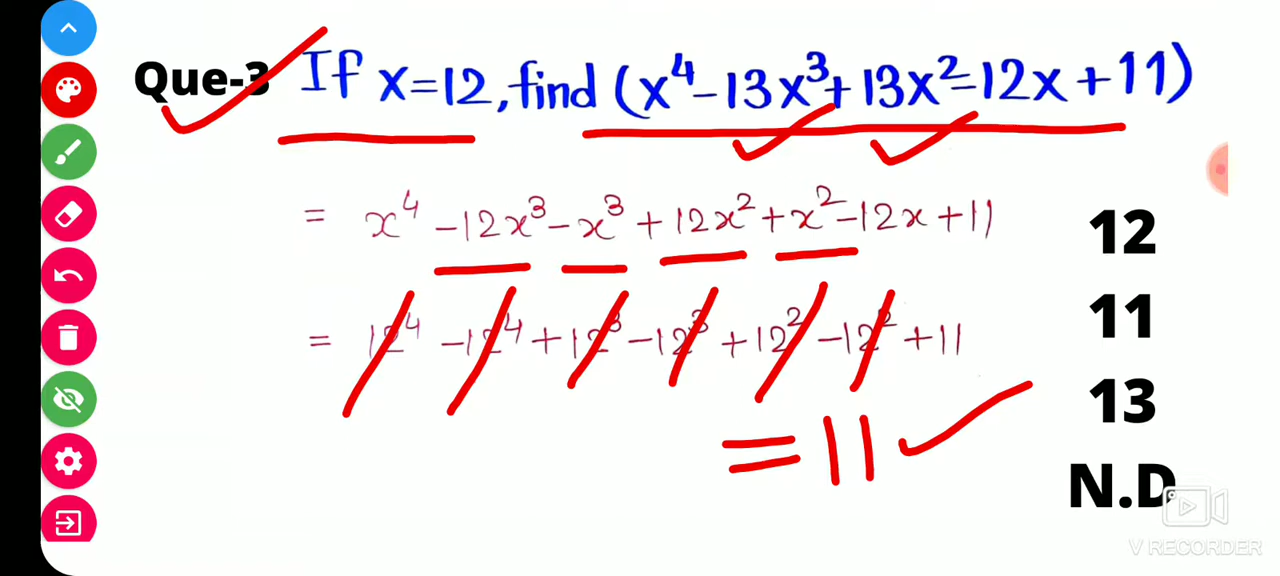 Que-3 If x=12, find (x⁴-13x³+13x²-12x+11)
= x⁴ -12x³-x³ +12x²+x²-12x+11
= 12⁴ -12⁴ +12³ -12³ +12² -12² +11
= 11
12
11
13
N.D
V RECORDER